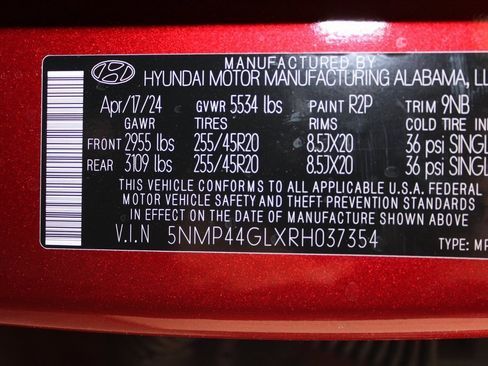 MANUFACTURED BY
HYUNDAI MOTOR MANUFACTURING ALABAMA, LL
Apr/17/24 GVWR 5534 lbs PAINT R2P TRIM 9NB
GAWR TIRES RIMS COLD TIRE IN
FRONT 2955 lbs 255/45R20 8.5JX20 36 psi SINGL
REAR 3109 lbs 255/45R20 8.5JX20 36 psi SINGL
THIS VEHICLE CONFORMS TO ALL APPLICABLE U.S.A. FEDERAL
MOTOR VEHICLE SAFETY AND THEFT PREVENTION STANDARDS
IN EFFECT ON THE DATE OF MANUFACTURE SHOWN ABOVE.
V.I.N 5NMP44GLXRH037354
TYPE: MP